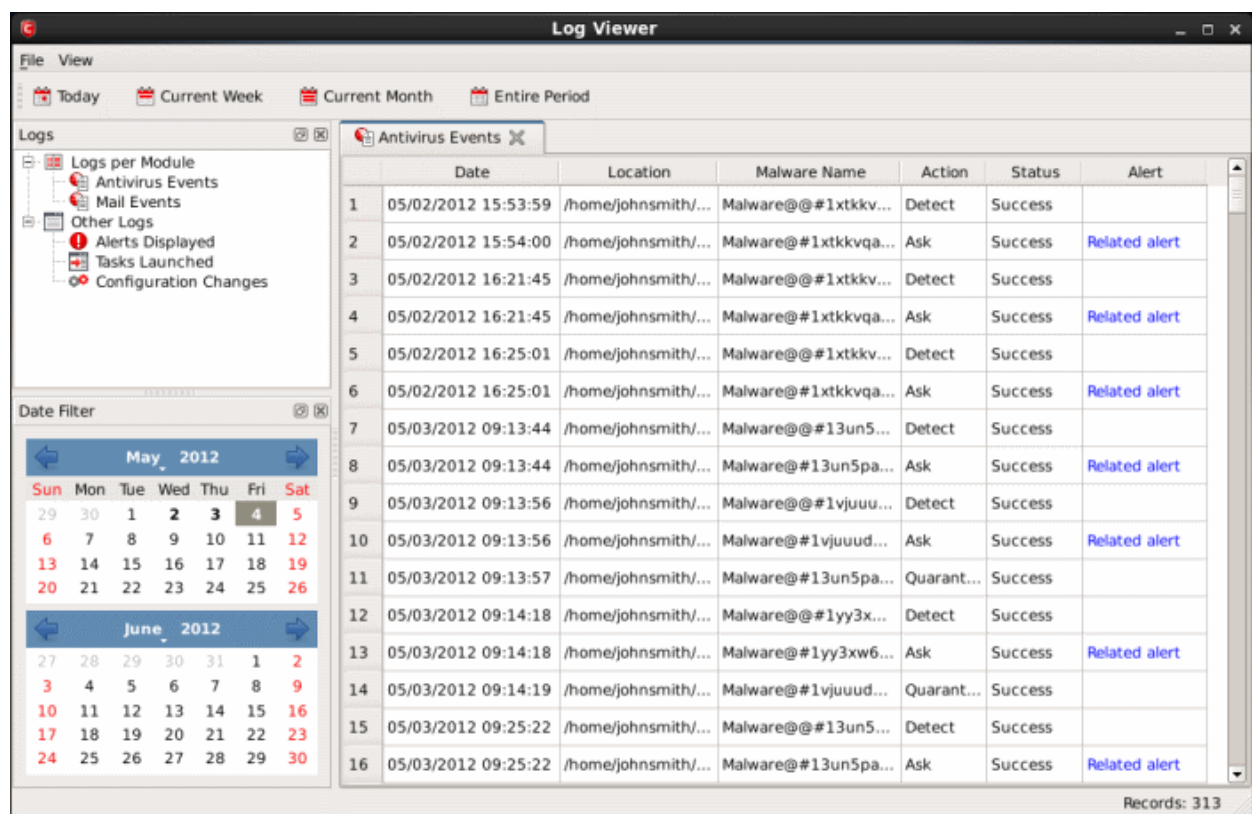 Log Viewer
File View
Today Current Week Current Month Entire Period
Logs
Logs per Module
Antivirus Events
Mail Events
Other Logs
Alerts Displayed
Tasks Launched
Configuration Changes
Date Filter
May 2012
Sun Mon Tue Wed Thu Fri Sat
29 30 1 2 3 4 5
6 7 8 9 10 11 12
13 14 15 16 17 18 19
20 21 22 23 24 25 26
June 2012
27 28 29 30 31 1 2
3 4 5 6 7 8 9
10 11 12 13 14 15 16
17 18 19 20 21 22 23
24 25 26 27 28 29 30
Antivirus Events
Date Location Malware Name Action Status Alert
1 05/02/2012 15:53:59 /home/johnsmith/... Malware@@#1xtkkv... Detect Success
2 05/02/2012 15:54:00 /home/johnsmith/... Malware@#1xtkkvqa... Ask Success Related alert
3 05/02/2012 16:21:45 /home/johnsmith/... Malware@@#1xtkkv... Detect Success
4 05/02/2012 16:21:45 /home/johnsmith/... Malware@#1xtkkvqa... Ask Success Related alert
5 05/02/2012 16:25:01 /home/johnsmith/... Malware@@#1xtkkv... Detect Success
6 05/02/2012 16:25:01 /home/johnsmith/... Malware@#1xtkkvqa... Ask Success Related alert
7 05/03/2012 09:13:44 /home/johnsmith/... Malware@@#13un5... Detect Success
8 05/03/2012 09:13:44 /home/johnsmith/... Malware@#13un5pa... Ask Success Related alert
9 05/03/2012 09:13:56 /home/johnsmith/... Malware@@#1vjuuu... Detect Success
10 05/03/2012 09:13:56 /home/johnsmith/... Malware@#1vjuuud... Ask Success Related alert
11 05/03/2012 09:13:57 /home/johnsmith/... Malware@#13un5pa... Quarant... Success
12 05/03/2012 09:14:18 /home/johnsmith/... Malware@@#1yy3x... Detect Success
13 05/03/2012 09:14:18 /home/johnsmith/... Malware@#1yy3xw6... Ask Success Related alert
14 05/03/2012 09:14:19 /home/johnsmith/... Malware@#1vjuuud... Quarant... Success
15 05/03/2012 09:25:22 /home/johnsmith/... Malware@@#13un5... Detect Success
16 05/03/2012 09:25:22 /home/johnsmith/... Malware@#13un5pa... Ask Success Related alert
Records: 313